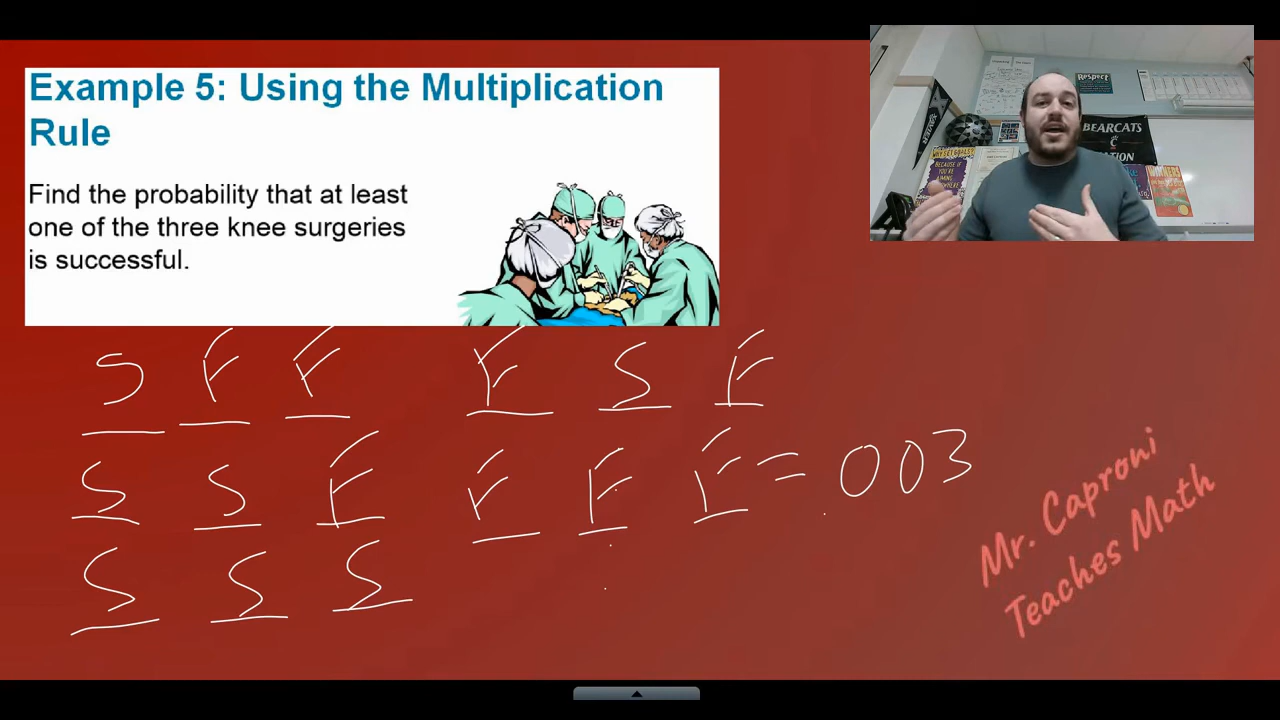 Example 5: Using the Multiplication
Rule
Find the probability that at least
one of the three knee surgeries
is successful.
Respect
BEARCATS
S F F F S F
S S F F F F = .003
S S S
Mr. Caproni
Teaches Math